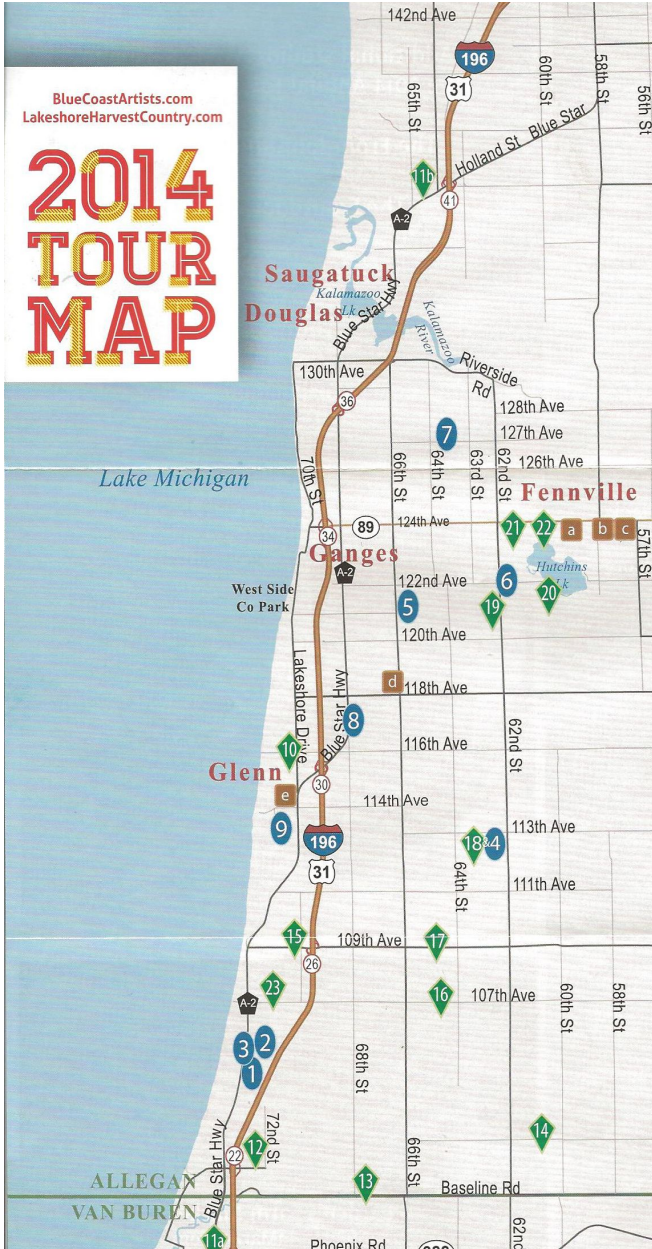 BlueCoastArtists.com
LakeshoreHarvestCountry.com
2014
TOUR
MAP
142nd Ave
196
31
65th St
60th St
58th St
56th St
Holland St Blue Star
11b
41
A-2
Saugatuck
Kalamazoo
Lk
Douglas
Blue Star Hwy
Kalamazoo
River
130th Ave
Riverside
Rd
36
128th Ave
7
127th Ave
126th Ave
Lake Michigan
70th St
66th St
64th St
63rd St
62nd St
Fennville
34
89
124th Ave
21
22
a
b
c
57th St
Ganges
A-2
122nd Ave
6
Hutchins
Lk
West Side
Co Park
5
19
20
120th Ave
d
118th Ave
Lakeshore Drive
Blue Star Hwy
8
62nd St
10
116th Ave
Glenn
30
e
114th Ave
9
196
31
113th Ave
18&4
64th St
111th Ave
15
109th Ave
17
26
23
A-2
16
107th Ave
60th St
58th St
3
2
1
68th St
72nd St
12
14
22
Blue Star Hwy
66th St
13
ALLEGAN
VAN BUREN
Baseline Rd
11a
Phoenix Rd
62nd